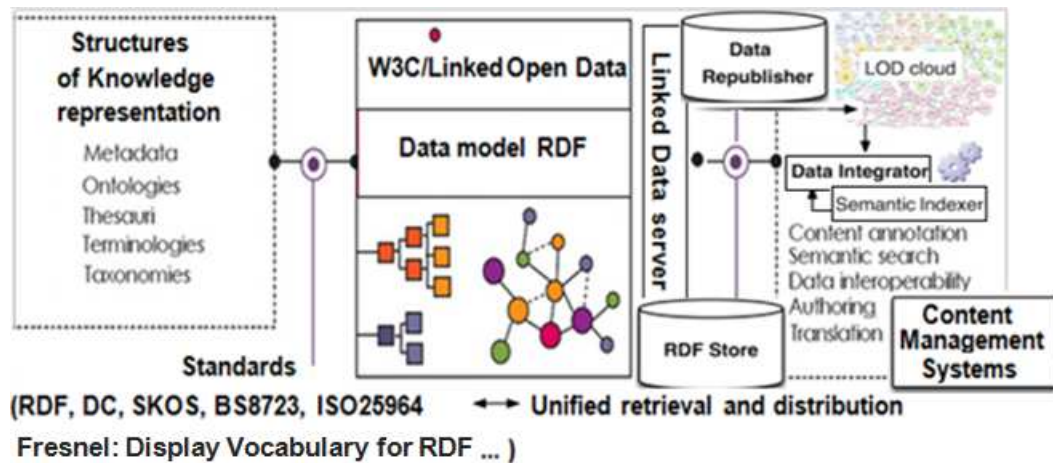 Structures
of Knowledge
representation
Metadata
Ontologies
Thesauri
Terminologies
Taxonomies
Standards
W3C/Linked Open Data
Data model RDF
Linked Data server
Data
Republisher
LOD cloud
Data Integrator
Semantic Indexer
Content annotation
Semantic search
Data interoperability
Authoring
Translation
RDF Store
Content
Management
Systems
(RDF, DC, SKOS, BS8723, ISO25964
Unified retrieval and distribution
Fresnel: Display Vocabulary for RDF ... )